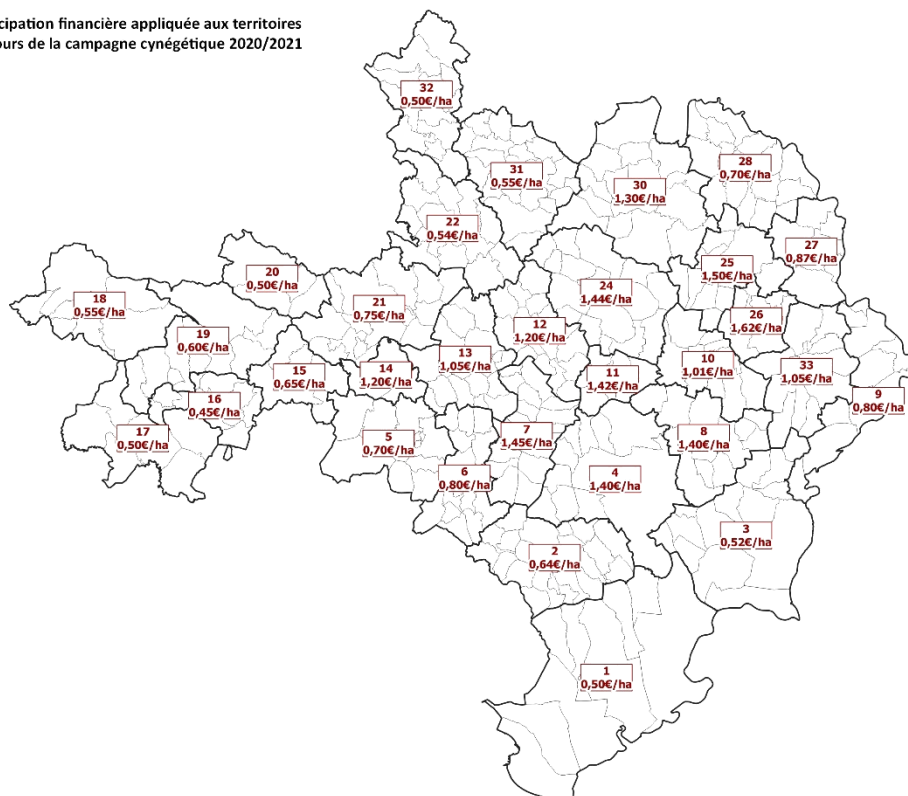 cipation financière appliquée aux territoires
ours de la campagne cynégétique 2020/2021
32
0,50€/ha
31
0,55€/ha
30
1,30€/ha
28
0,70€/ha
22
0,54€/ha
27
0,87€/ha
25
1,50€/ha
20
0,50€/ha
24
1,44€/ha
18
0,55€/ha
21
0,75€/ha
26
1,62€/ha
12
1,20€/ha
19
0,60€/ha
13
1,05€/ha
10
1,01€/ha
33
1,05€/ha
15
0,65€/ha
14
1,20€/ha
11
1,42€/ha
9
0,80€/ha
16
0,45€/ha
17
0,50€/ha
5
0,70€/ha
7
1,45€/ha
8
1,40€/ha
6
0,80€/ha
4
1,40€/ha
3
0,52€/ha
2
0,64€/ha
1
0,50€/ha